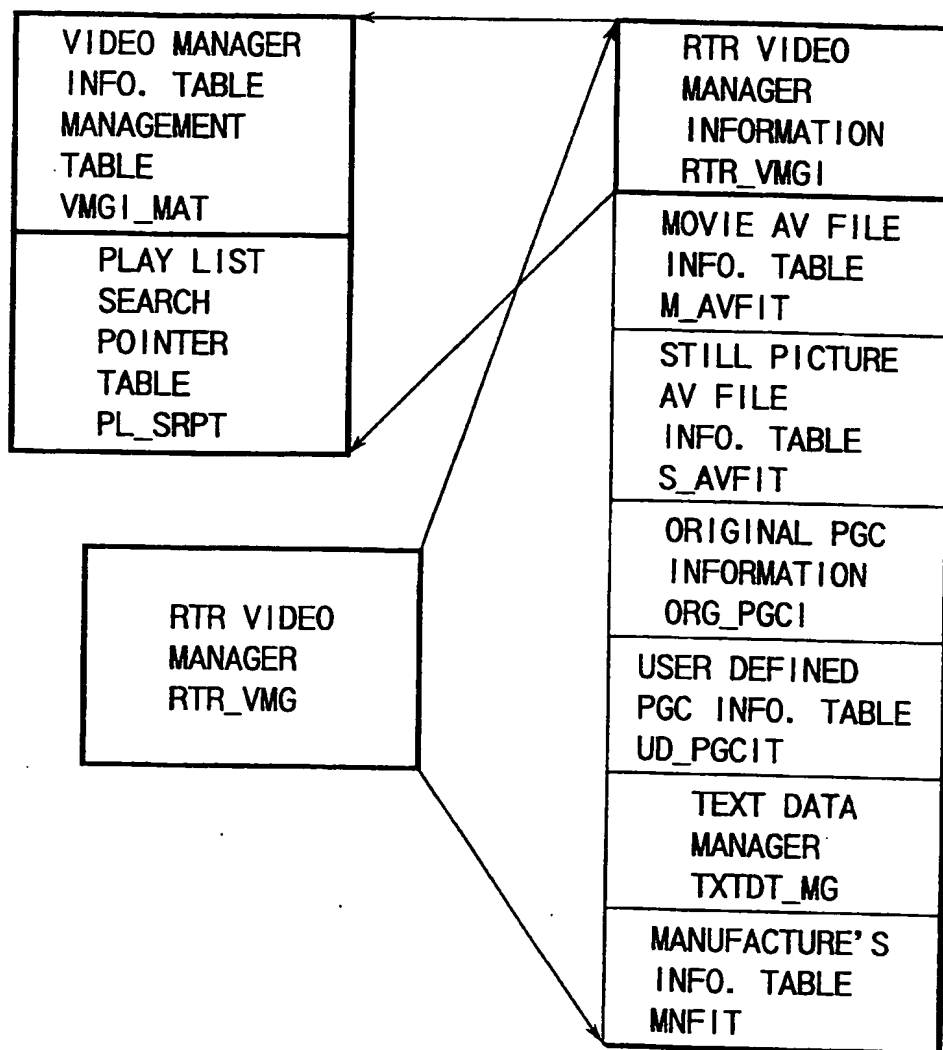 VIDEO MANAGER
INFO. TABLE
MANAGEMENT
TABLE
VMGI_MAT
PLAY LIST
SEARCH
POINTER
TABLE
PL_SRPT
RTR VIDEO
MANAGER
RTR_VMG
RTR VIDEO
MANAGER
INFORMATION
RTR_VMGI
MOVIE AV FILE
INFO. TABLE
M_AVFIT
STILL PICTURE
AV FILE
INFO. TABLE
S_AVFIT
ORIGINAL PGC
INFORMATION
ORG_PGCI
USER DEFINED
PGC INFO. TABLE
UD_PGCIT
TEXT DATA
MANAGER
TXTDT_MG
MANUFACTURE'S
INFO. TABLE
MNFIT